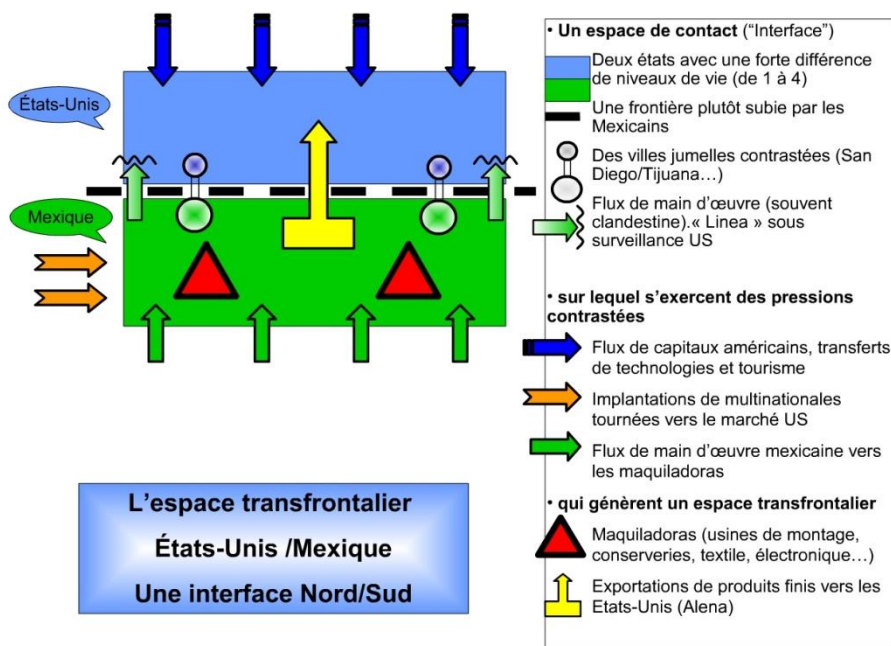 États-Unis
Mexique
L’espace transfrontalier
États-Unis /Mexique
Une interface Nord/Sud
• Un espace de contact (“Interface”)
Deux états avec une forte différence
de niveaux de vie (de 1 à 4)
Une frontière plutôt subie par les
Mexicains
Des villes jumelles contrastées (San
Diego/Tijuana…)
Flux de main d’œuvre (souvent
clandestine).« Linea » sous
surveillance US
• sur lequel s’exercent des pressions
contrastées
Flux de capitaux américains, transferts
de technologies et tourisme
Implantations de multinationales
tournées vers le marché US
Flux de main d’œuvre mexicaine vers
les maquiladoras
• qui génèrent un espace transfrontalier
Maquiladoras (usines de montage,
conserveries, textile, électronique…)
Exportations de produits finis vers les
Etats-Unis (Alena)